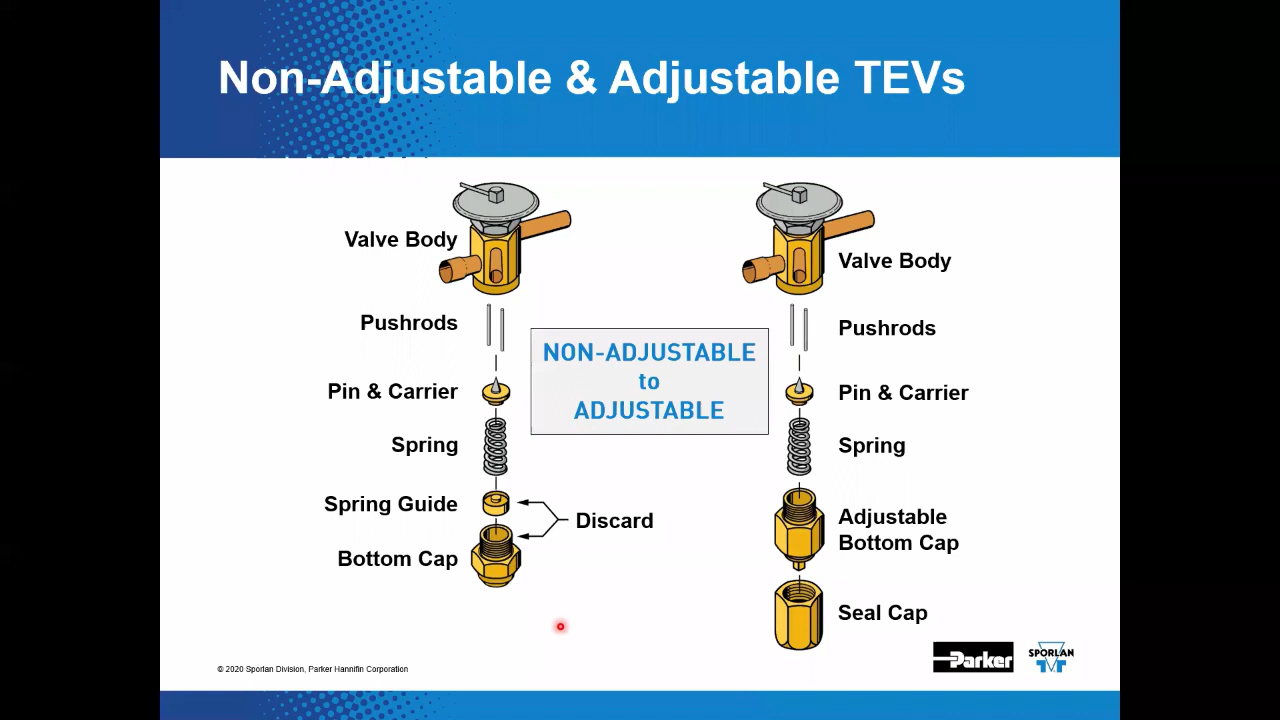 Non-Adjustable & Adjustable TEVs
Valve Body
Pushrods
Pin & Carrier
Spring
Spring Guide
Bottom Cap
Discard
NON-ADJUSTABLE
to
ADJUSTABLE
Valve Body
Pushrods
Pin & Carrier
Spring
Adjustable
Bottom Cap
Seal Cap
© 2020 Sporlan Division, Parker Hannifin Corporation
Parker
SPORLAN